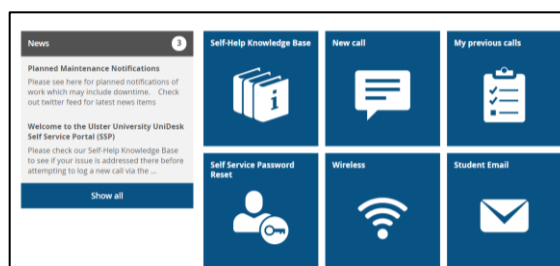 News
3
Planned Maintenance Notifications
Please see here for planned notifications of
work which may include downtime. Check
out twitter feed for latest news items
Welcome to the Ulster University UniDesk
Self Service Portal (SSP)
Please check our Self-Help Knowledge Base
to see if your issue is addressed there before
attempting to log a new call via the ...
Show all
Self-Help Knowledge Base
New call
My previous calls
Self Service Password
Reset
Wireless
Student Email